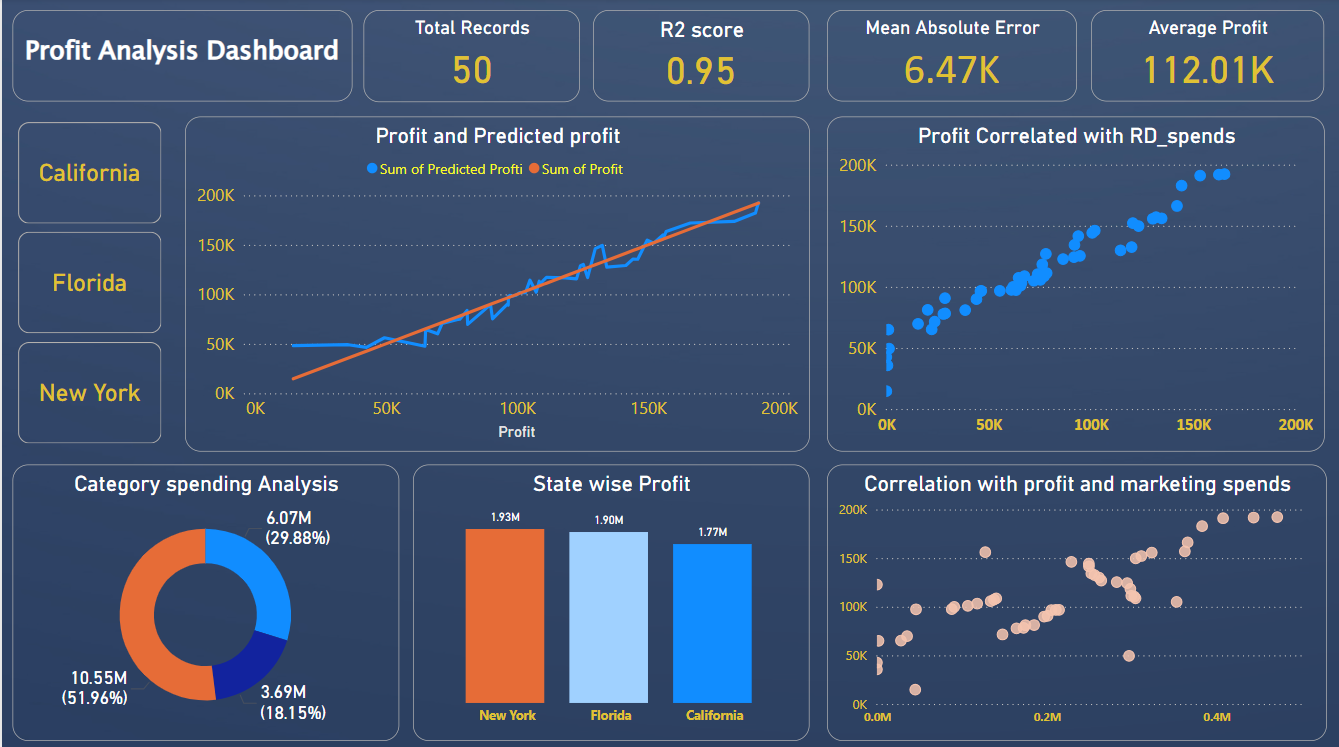 Profit Analysis Dashboard
Total Records
50
R2 score
0.95
Mean Absolute Error
6.47K
Average Profit
112.01K
California
Florida
New York
Profit and Predicted profit
Sum of Predicted Profti Sum of Profit
200K
150K
100K
50K
0K
0K 50K 100K 150K 200K
Profit
Profit Correlated with RD_spends
200K
150K
100K
50K
0K
0K 50K 100K 150K 200K
Category spending Analysis
6.07M
(29.88%)
10.55M
(51.96%)
3.69M
(18.15%)
State wise Profit
1.93M 1.90M 1.77M
New York Florida California
Correlation with profit and marketing spends
200K
150K
100K
50K
0K
0.0M 0.2M 0.4M